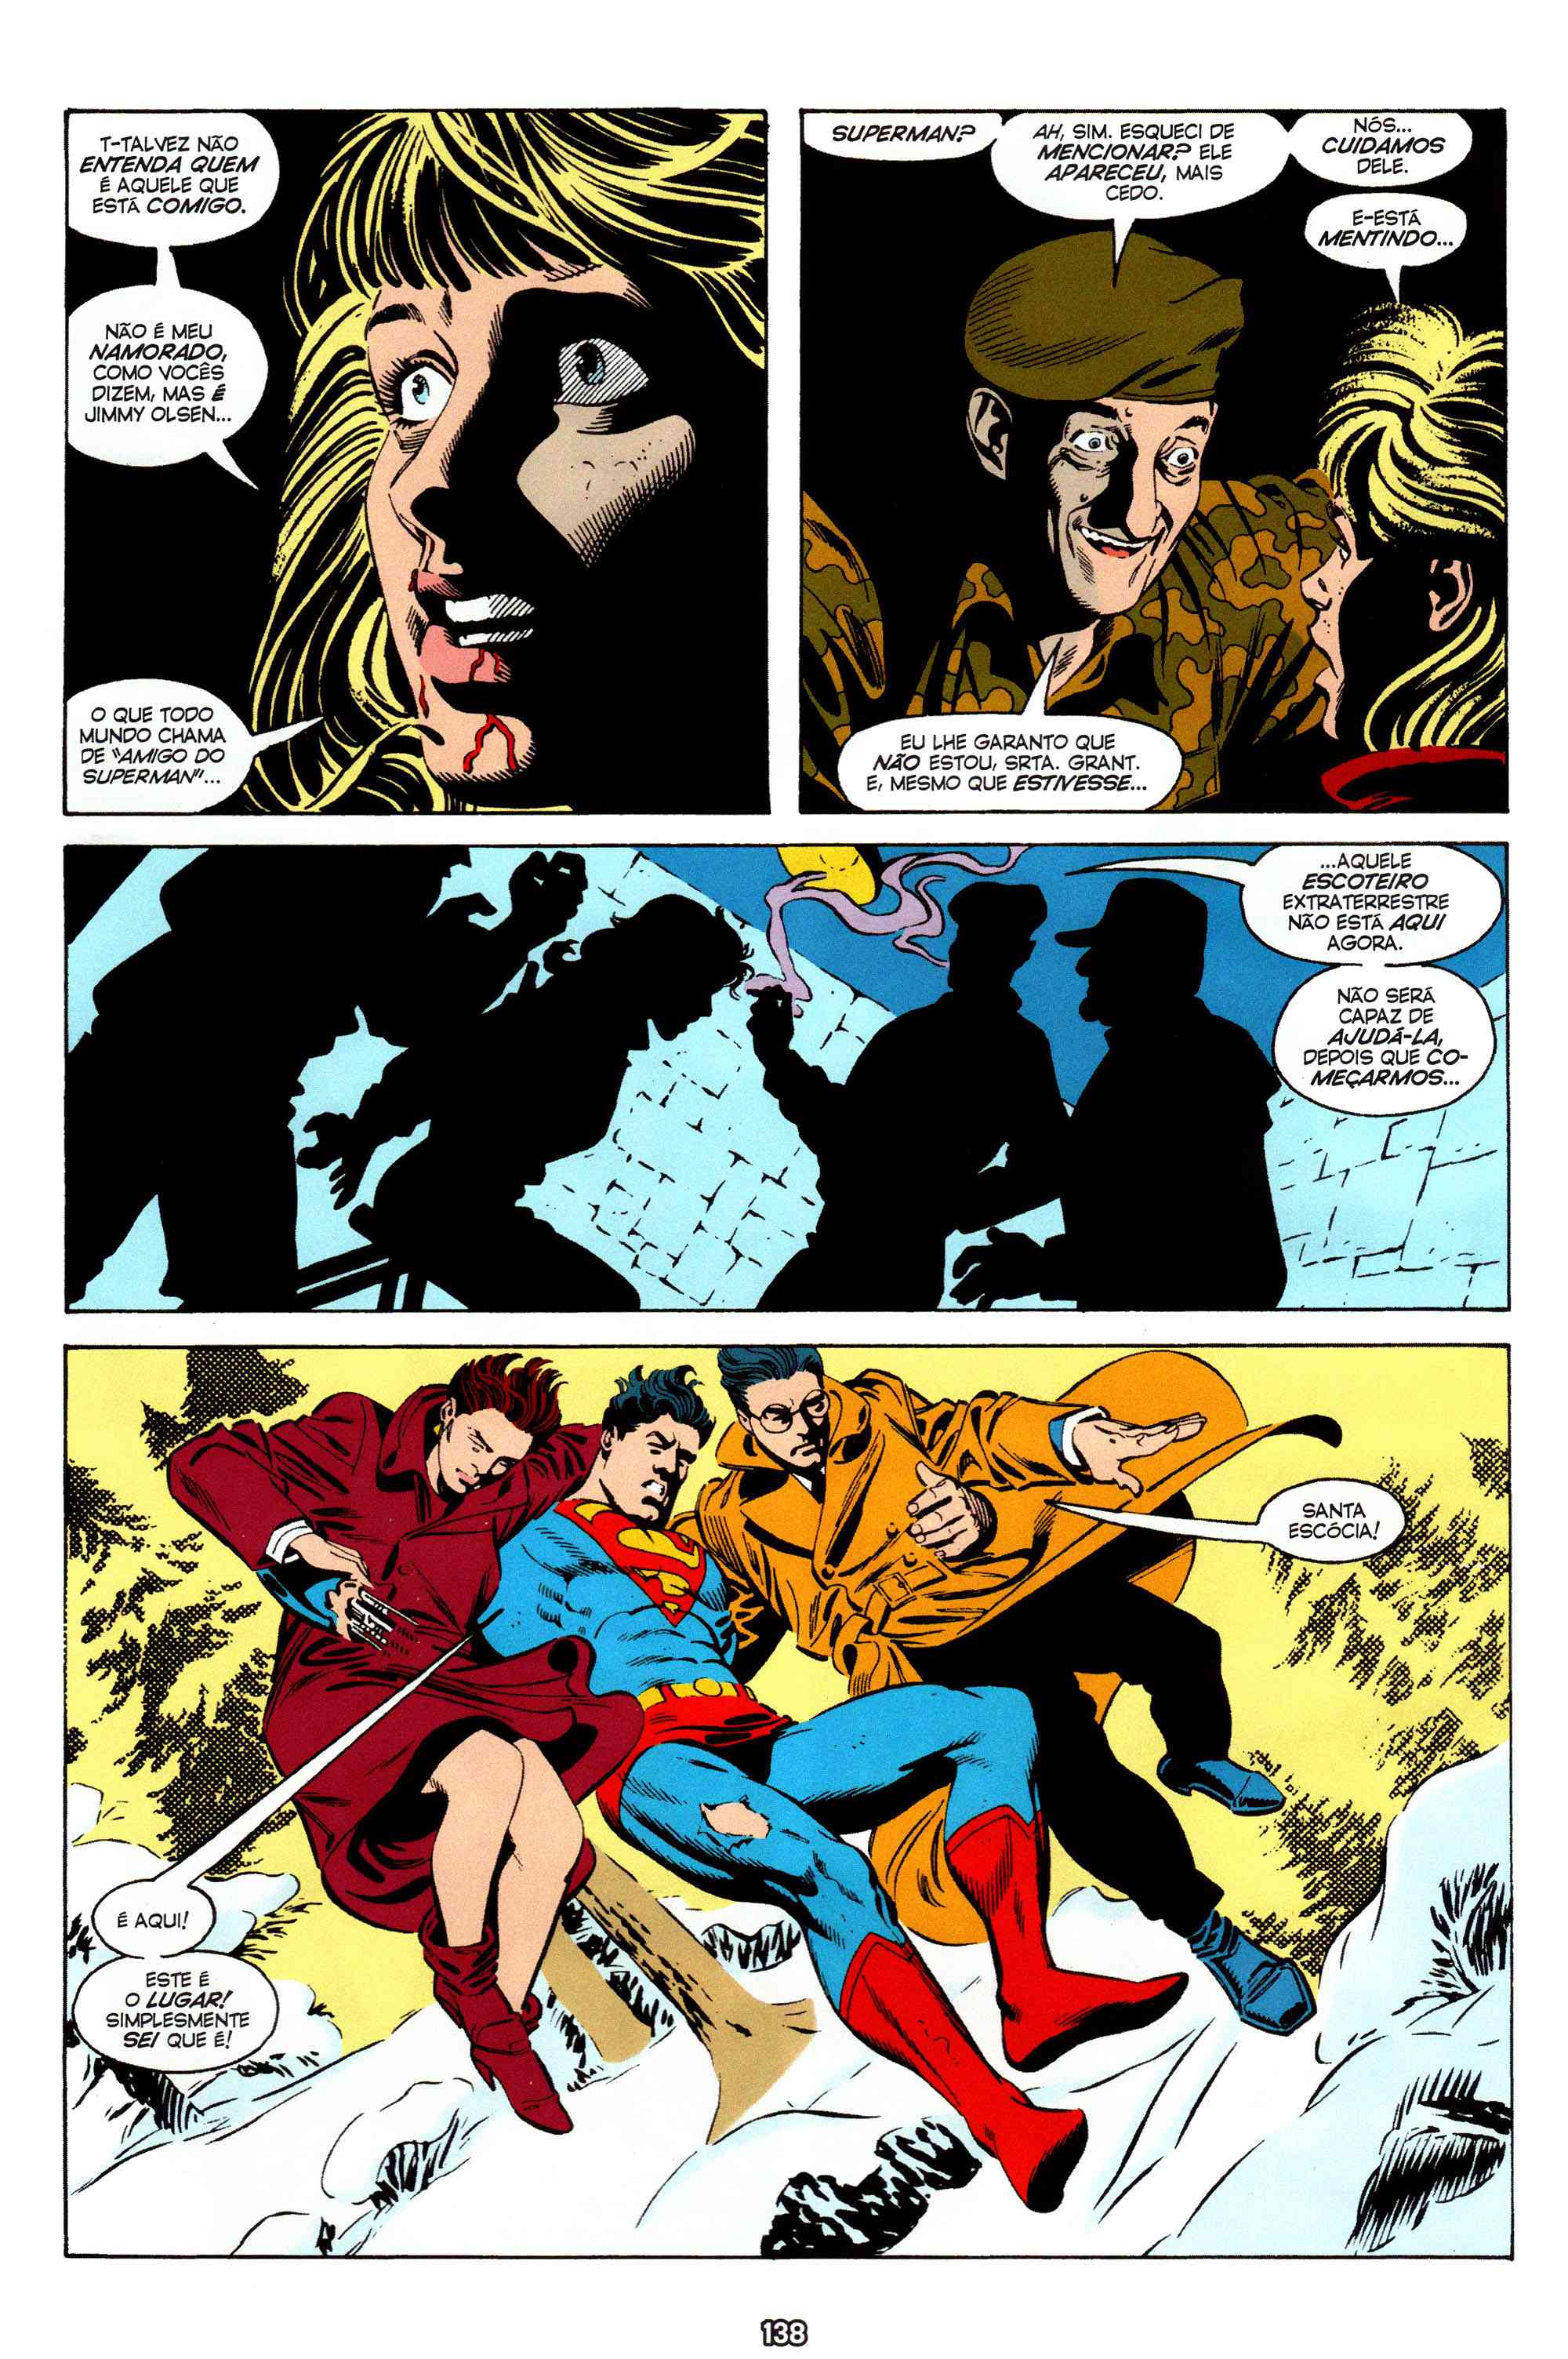 T-TALVEZ NÃO
ENTENDA QUEM
É AQUELE QUE
ESTÁ COMIGO.
NÃO É MEU
NAMORADO,
COMO VOCÊS
DIZEM, MAS É
JIMMY OLSEN...
O QUE TODO
MUNDO CHAMA
DE "AMIGO DO
SUPERMAN"...
SUPERMAN?
AH, SIM. ESQUECI DE
MENCIONAR? ELE
APARECEU, MAIS
CEDO.
NÓS...
CUIDAMOS
DELE.
E-ESTÁ
MENTINDO...
EU LHE GARANTO QUE
NÃO ESTOU, SRTA. GRANT.
E, MESMO QUE ESTIVESSE...
...AQUELE
ESCOTEIRO
EXTRATERRESTRE
NÃO ESTÁ AQUI
AGORA.
NÃO SERÁ
CAPAZ DE
AJUDÁ-LA,
DEPOIS QUE CO-
MEÇARMOS...
SANTA
ESCÓCIA!
É AQUI!
ESTE É
O LUGAR!
SIMPLESMENTE
SEI QUE É!
138